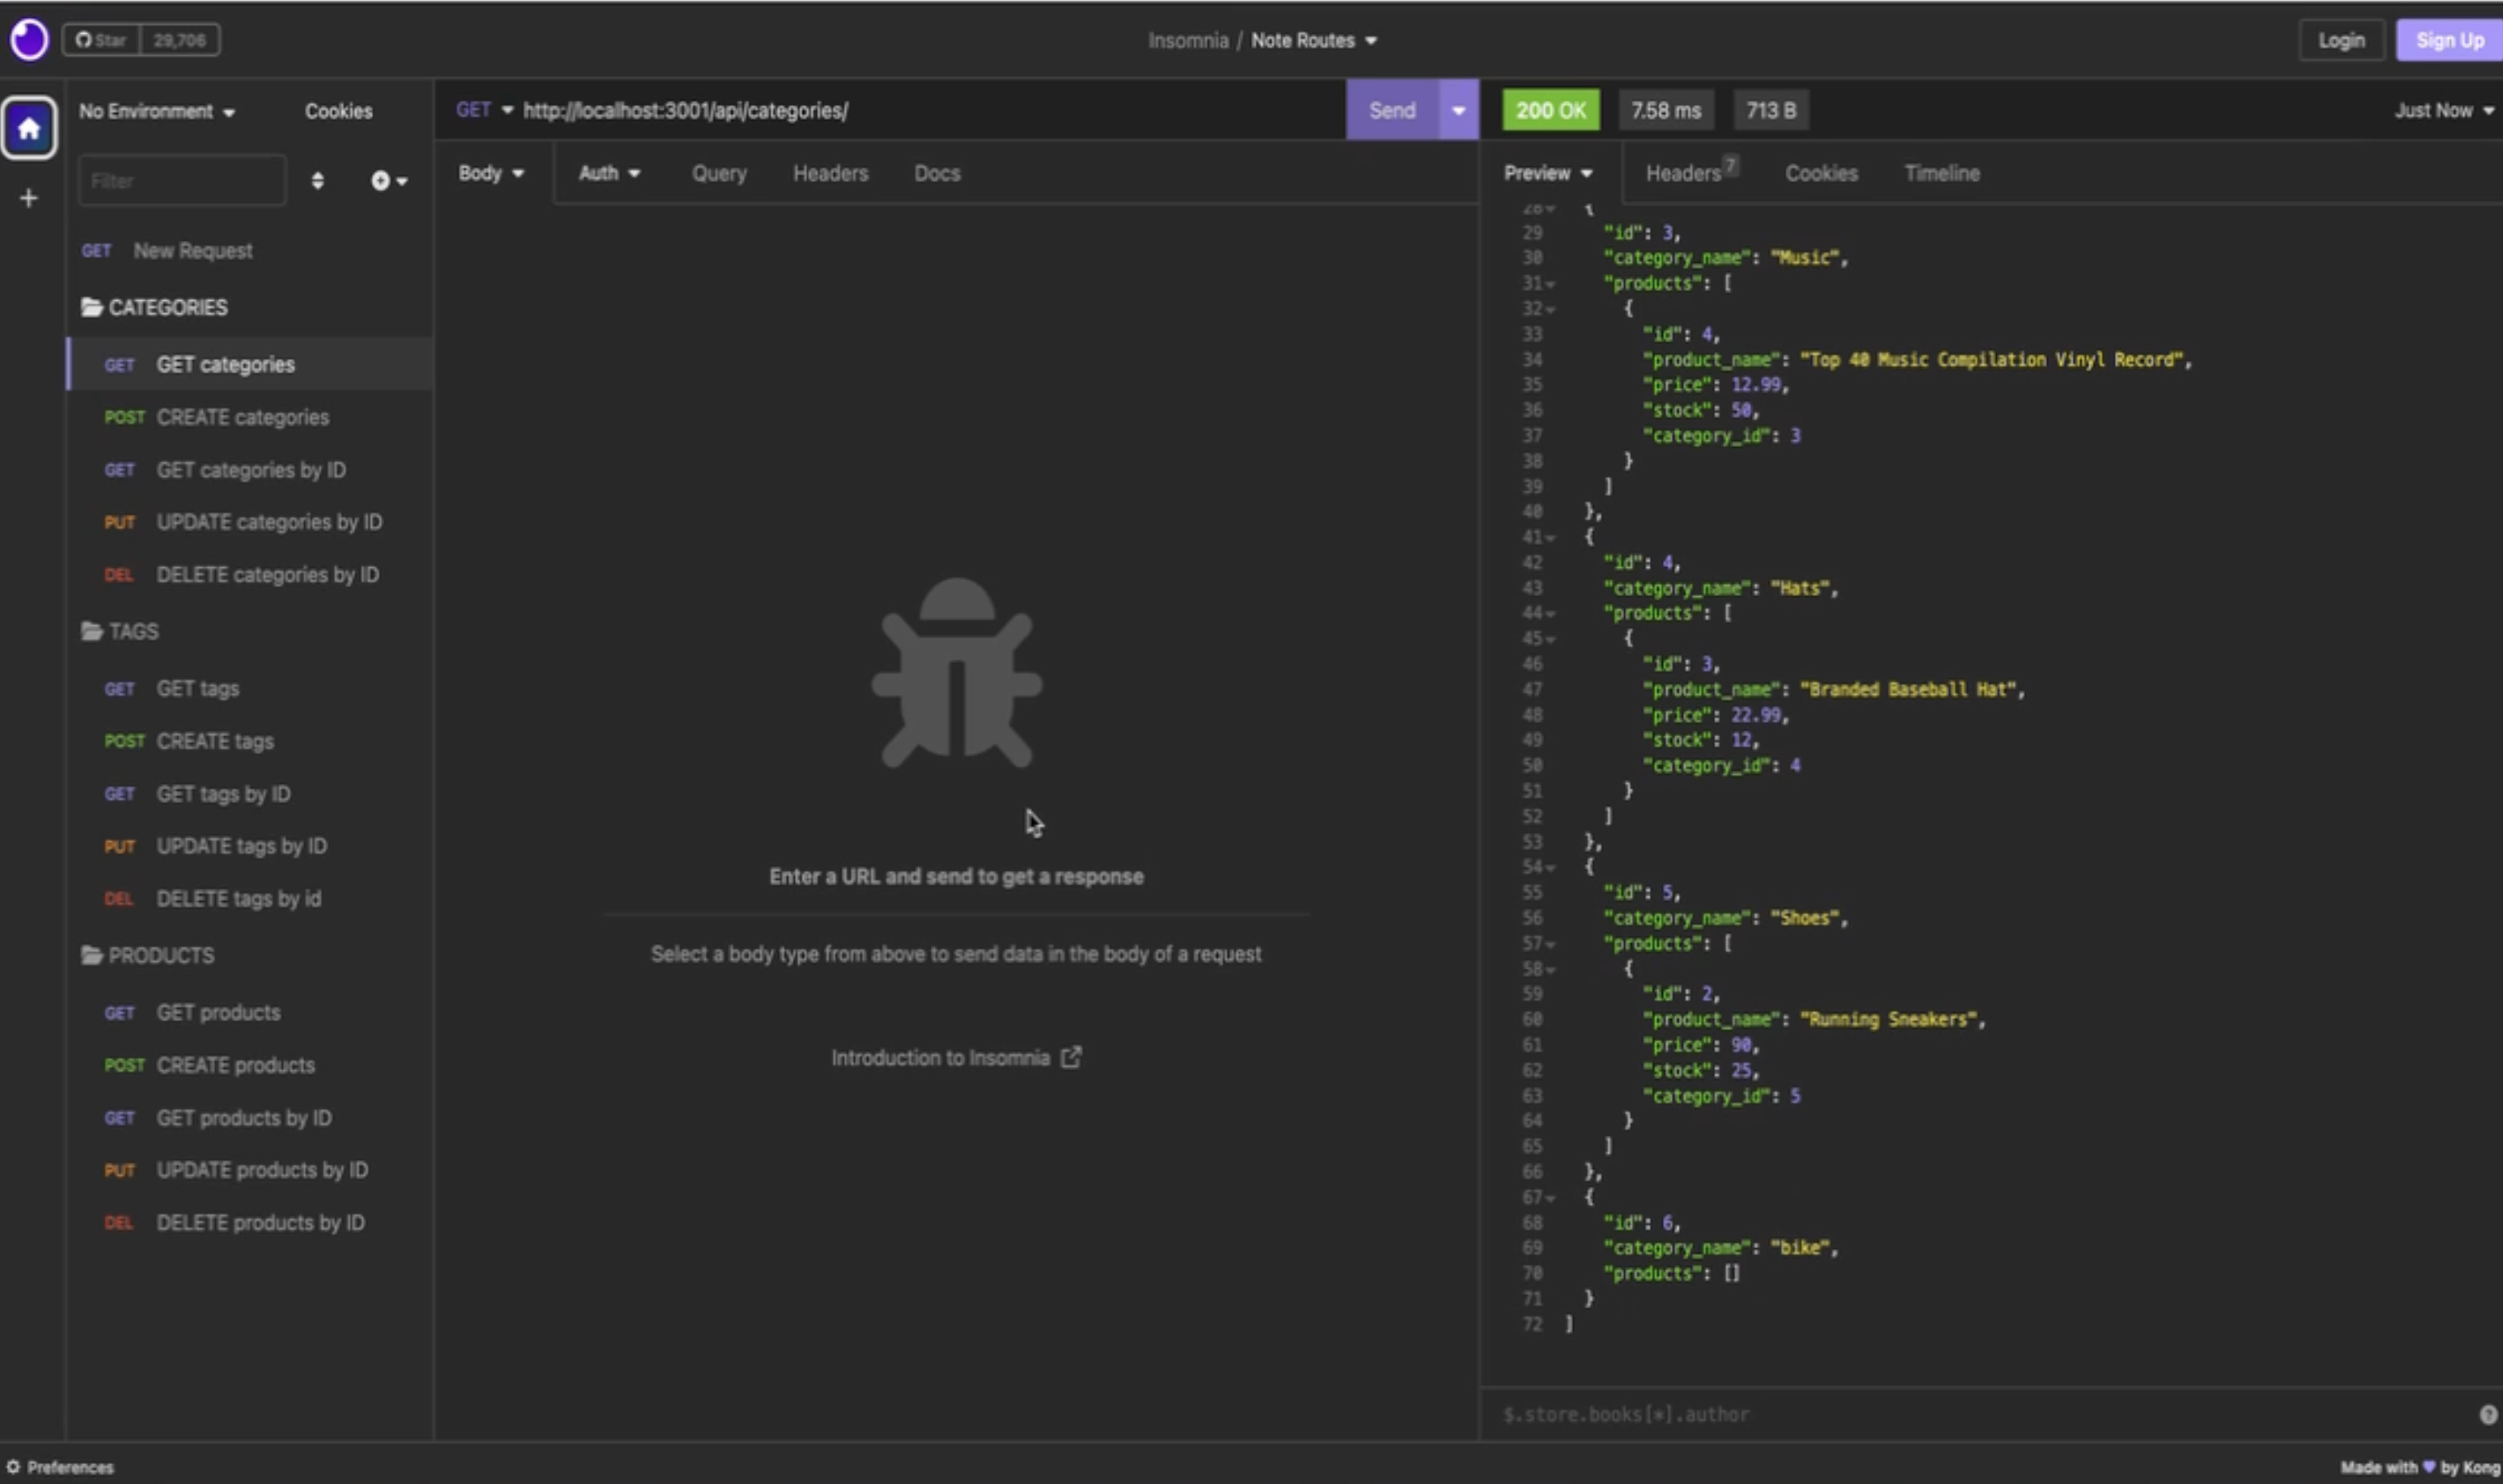 Star 29,706
Insomnia / Note Routes
Login Sign Up
No Environment Cookies
Filter
GET New Request
CATEGORIES
GET GET categories
POST CREATE categories
GET GET categories by ID
PUT UPDATE categories by ID
DEL DELETE categories by ID
TAGS
GET GET tags
POST CREATE tags
GET GET tags by ID
PUT UPDATE tags by ID
DEL DELETE tags by id
PRODUCTS
GET GET products
POST CREATE products
GET GET products by ID
PUT UPDATE products by ID
DEL DELETE products by ID
GET http://localhost:3001/api/categories/ Send
Body Auth Query Headers Docs
Enter a URL and send to get a response
Select a body type from above to send data in the body of a request
Introduction to Insomnia
200 OK 7.58 ms 713 B Just Now
Preview Headers 7 Cookies Timeline
28 {
29 "id": 3,
30 "category_name": "Music",
31 "products": [
32 {
33 "id": 4,
34 "product_name": "Top 40 Music Compilation Vinyl Record",
35 "price": 12.99,
36 "stock": 50,
37 "category_id": 3
38 }
39 ]
40 },
41 {
42 "id": 4,
43 "category_name": "Hats",
44 "products": [
45 {
46 "id": 3,
47 "product_name": "Branded Baseball Hat",
48 "price": 22.99,
49 "stock": 12,
50 "category_id": 4
51 }
52 ]
53 },
54 {
55 "id": 5,
56 "category_name": "Shoes",
57 "products": [
58 {
59 "id": 2,
60 "product_name": "Running Sneakers",
61 "price": 90,
62 "stock": 25,
63 "category_id": 5
64 }
65 ]
66 },
67 {
68 "id": 6,
69 "category_name": "bike",
70 "products": []
71 }
72 ]
$.store.books[*].author
Preferences
Made with ♥ by Kong